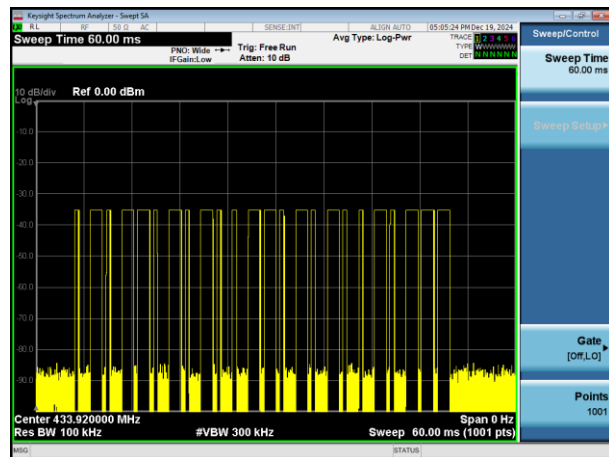 Keysight Spectrum Analyzer - Swept SA
RL RF 50 Ω AC SENSE:INT ALIGN AUTO 05:05:24 PM Dec 19, 2024
Sweep Time 60.00 ms
PNO: Wide
IFGain:Low
Trig: Free Run
Atten: 10 dB
Avg Type: Log-Pwr
TRACE 1 2 3 4 5 6
TYPE WWWWWW
DET NNNNNN
10 dB/div Ref 0.00 dBm
Log
-10.0
-20.0
-30.0
-40.0
-50.0
-60.0
-70.0
-80.0
-90.0
Center 433.920000 MHz Span 0 Hz
Res BW 100 kHz #VBW 300 kHz Sweep 60.00 ms (1001 pts)
MSG STATUS
Sweep/Control
Sweep Time
60.00 ms
Sweep Setup
Gate
[Off,LO]
Points
1001